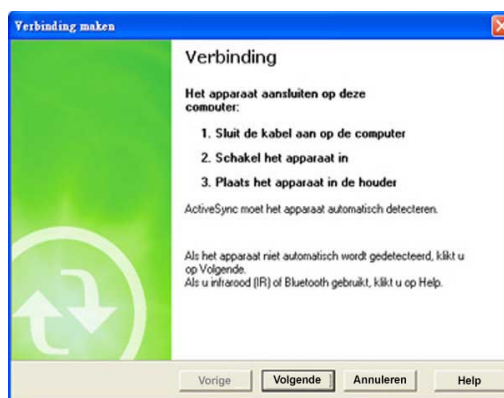 Verbinding maken
Verbinding
Het apparaat aansluiten op deze
computer:
1. Sluit de kabel aan op de computer
2. Schakel het apparaat in
3. Plaats het apparaat in de houder
ActiveSync moet het apparaat automatisch detecteren.
Als het apparaat niet automatisch wordt gedetecteerd, klikt u
op Volgende.
Als u infrarood (IR) of Bluetooth gebruikt, klikt u op Help.
Vorige Volgende Annuleren Help